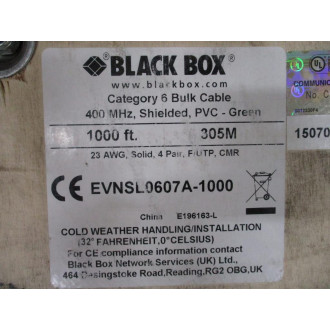 BLACK BOX®
www.blackbox.com
Category 6 Bulk Cable
400 MHz, Shielded, PVC - Green
1000 ft. 305M
23 AWG, Solid, 4 Pair, F/UTP, CMR
CE EVNSL0607A-1000
China E196163-L
COLD WEATHER HANDLING/INSTALLATION
(32° FAHRENHEIT,0°CELSIUS)
For CE compliance information contact
Black Box Network Services (UK) Ltd.,
464 Basingstoke Road,Reading,RG2 OBG,UK
15070